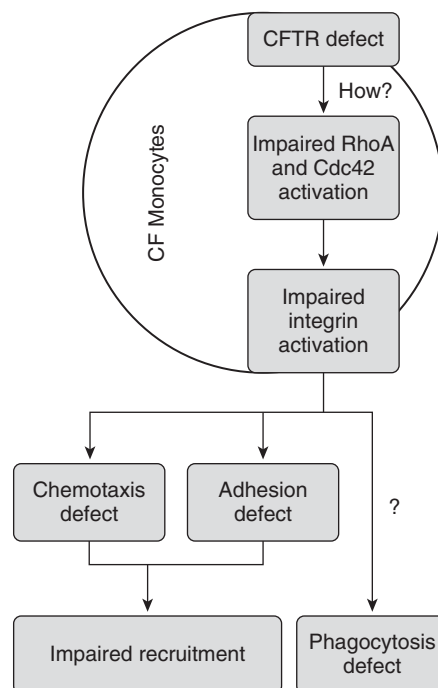 CFTR defect
How?
Impaired RhoA
and Cdc42
activation
CF Monocytes
Impaired
integrin
activation
Chemotaxis
defect
Adhesion
defect
?
Impaired recruitment
Phagocytosis
defect